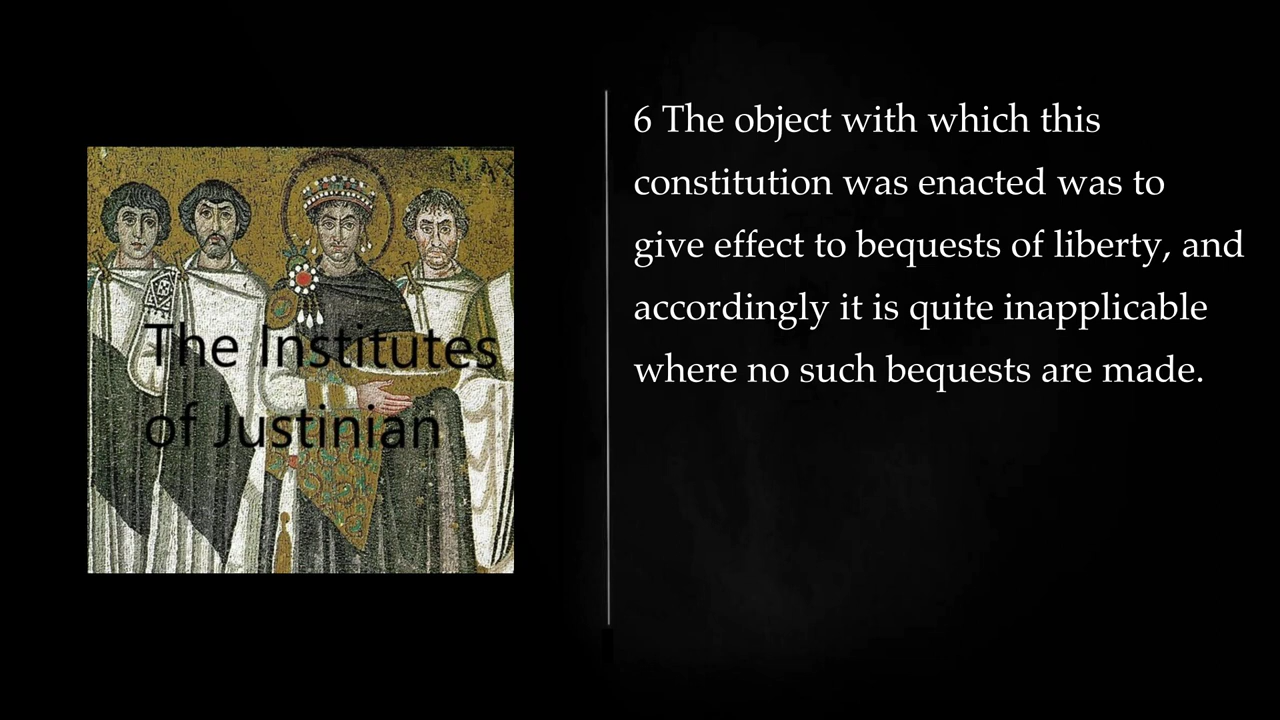 The Institutes
of Justinian
6 The object with which this
constitution was enacted was to
give effect to bequests of liberty, and
accordingly it is quite inapplicable
where no such bequests are made.